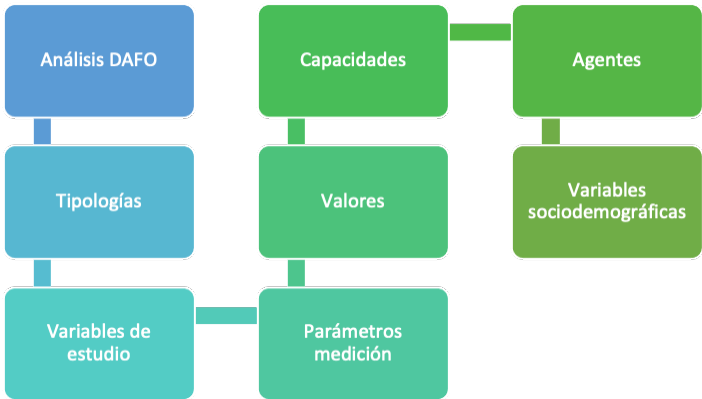 Análisis DAFO
Tipologías
Variables de
estudio
Parámetros
medición
Valores
Capacidades
Agentes
Variables
sociodemográficas